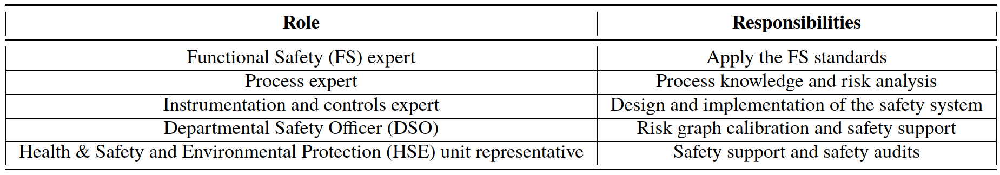 Role Responsibilities
Functional Safety (FS) expert Apply the FS standards
Process expert Process knowledge and risk analysis
Instrumentation and controls expert Design and implementation of the safety system
Departmental Safety Officer (DSO) Risk graph calibration and safety support
Health & Safety and Environmental Protection (HSE) unit representative Safety support and safety audits